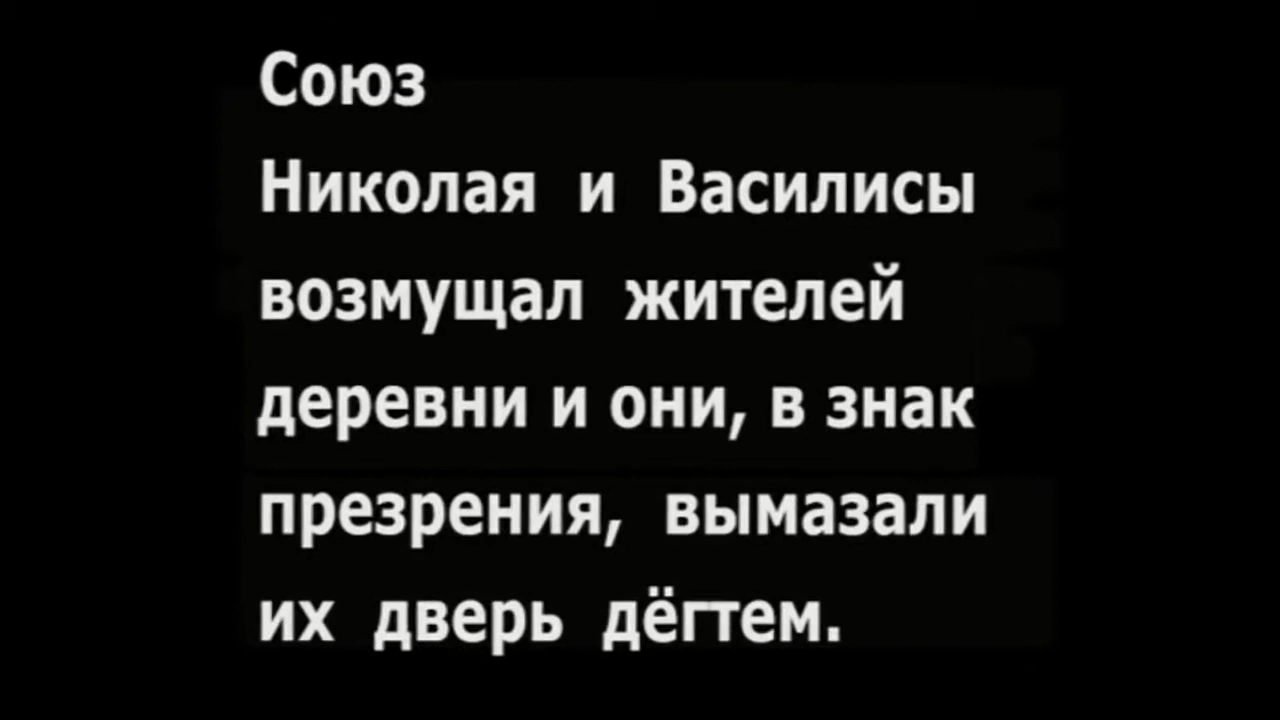 Союз
Николая и Василисы
возмущал жителей
деревни и они, в знак
презрения, вымазали
их дверь дёгтем.